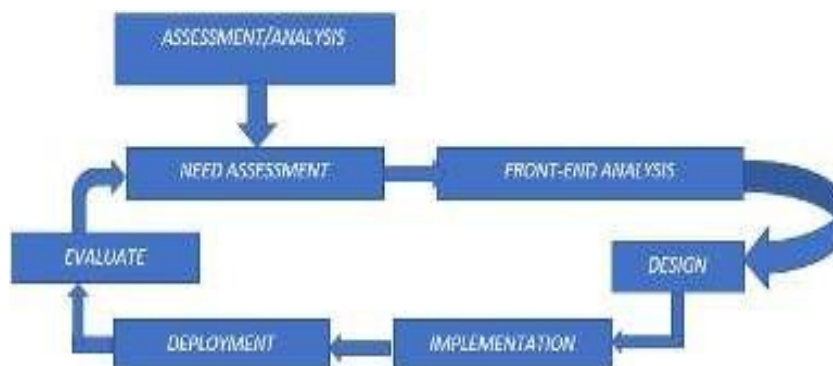 ASSESSMENT/ANALYSIS
NEED ASSESSMENT
FRONT-END ANALYSIS
EVALUATE
DESIGN
DEPLOYMENT
IMPLEMENTATION